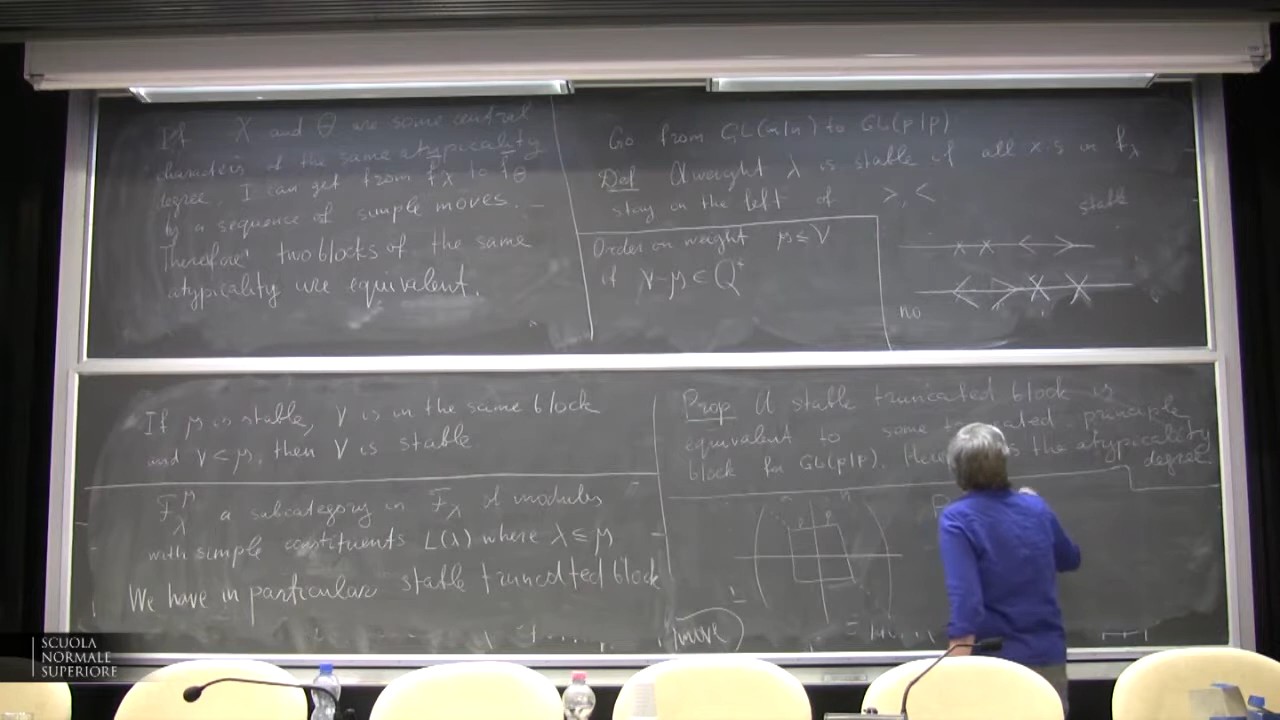 If χ and θ are some central
characters of the same atypicality
degree, I can get from f_λ to f_θ
by a sequence of simple moves.
Therefore two blocks of the same
atypicality are equivalent.
Go from GL(m|n) to GL(p|p)
Def A weight λ is stable if all x-s in f_λ
stay on the left of >, <
stable
Order on weight μ ≤ ν
if ν-μ ∈ Q⁺
no
If μ is stable, ν is in the same block
and ν < μ, then ν is stable.
F_λ^μ a subcategory in F_λ of modules
with simple constituents L(λ) where λ ≤ μ
We have in particular stable truncated block
Prop A stable truncated block is
equivalent to some truncated principle
block for GL(p|p). is the atypicality
degree
move
SCUOLA
NORMALE
SUPERIORE